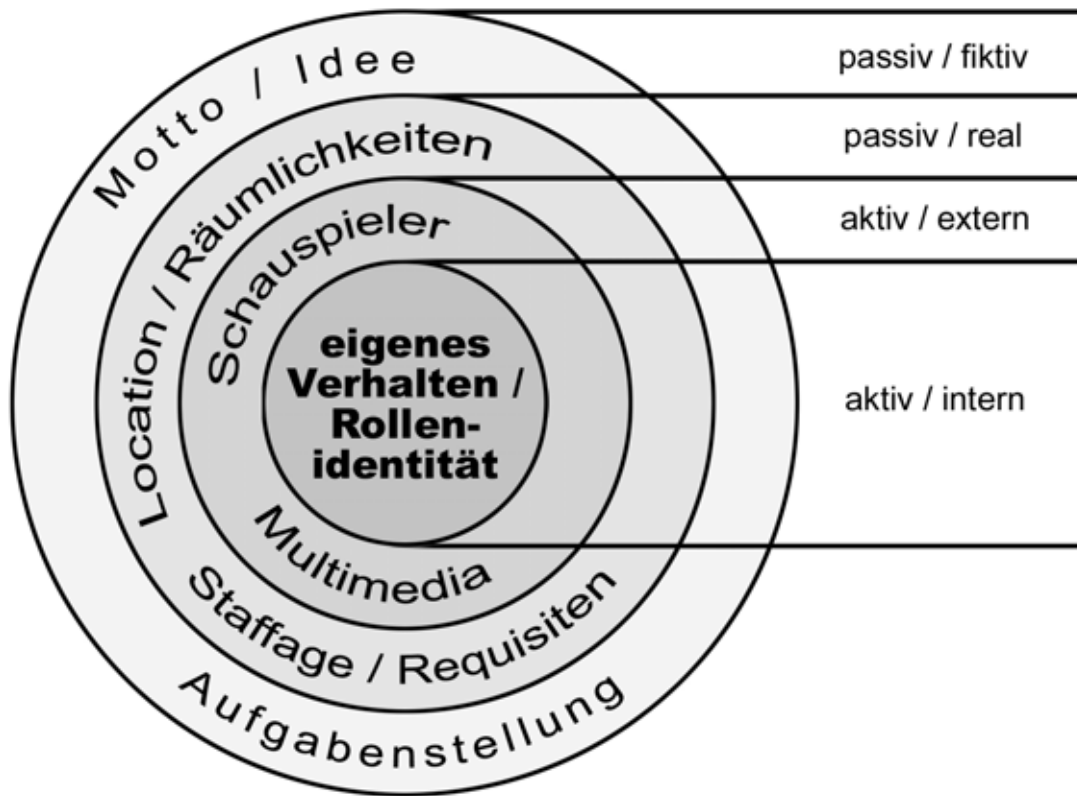 Motto / Idee
passiv / fiktiv
Location / Räumlichkeiten
passiv / real
Schauspieler
aktiv / extern
eigenes
Verhalten /
Rollen-
identität
aktiv / intern
Multimedia
Staffage / Requisiten
Aufgabenstellung